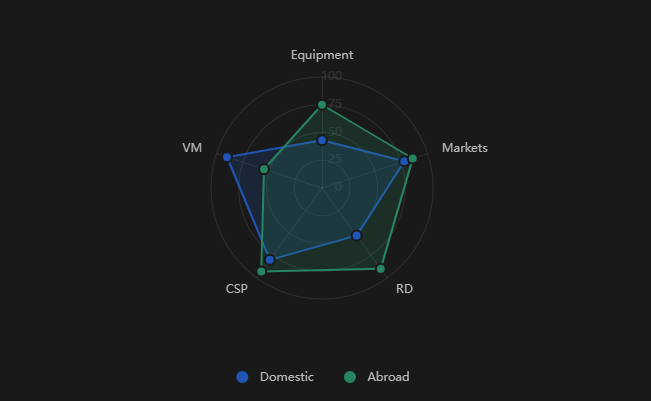 Equipment
100
75
50
25
0
VM
Markets
CSP
RD
Domestic
Abroad